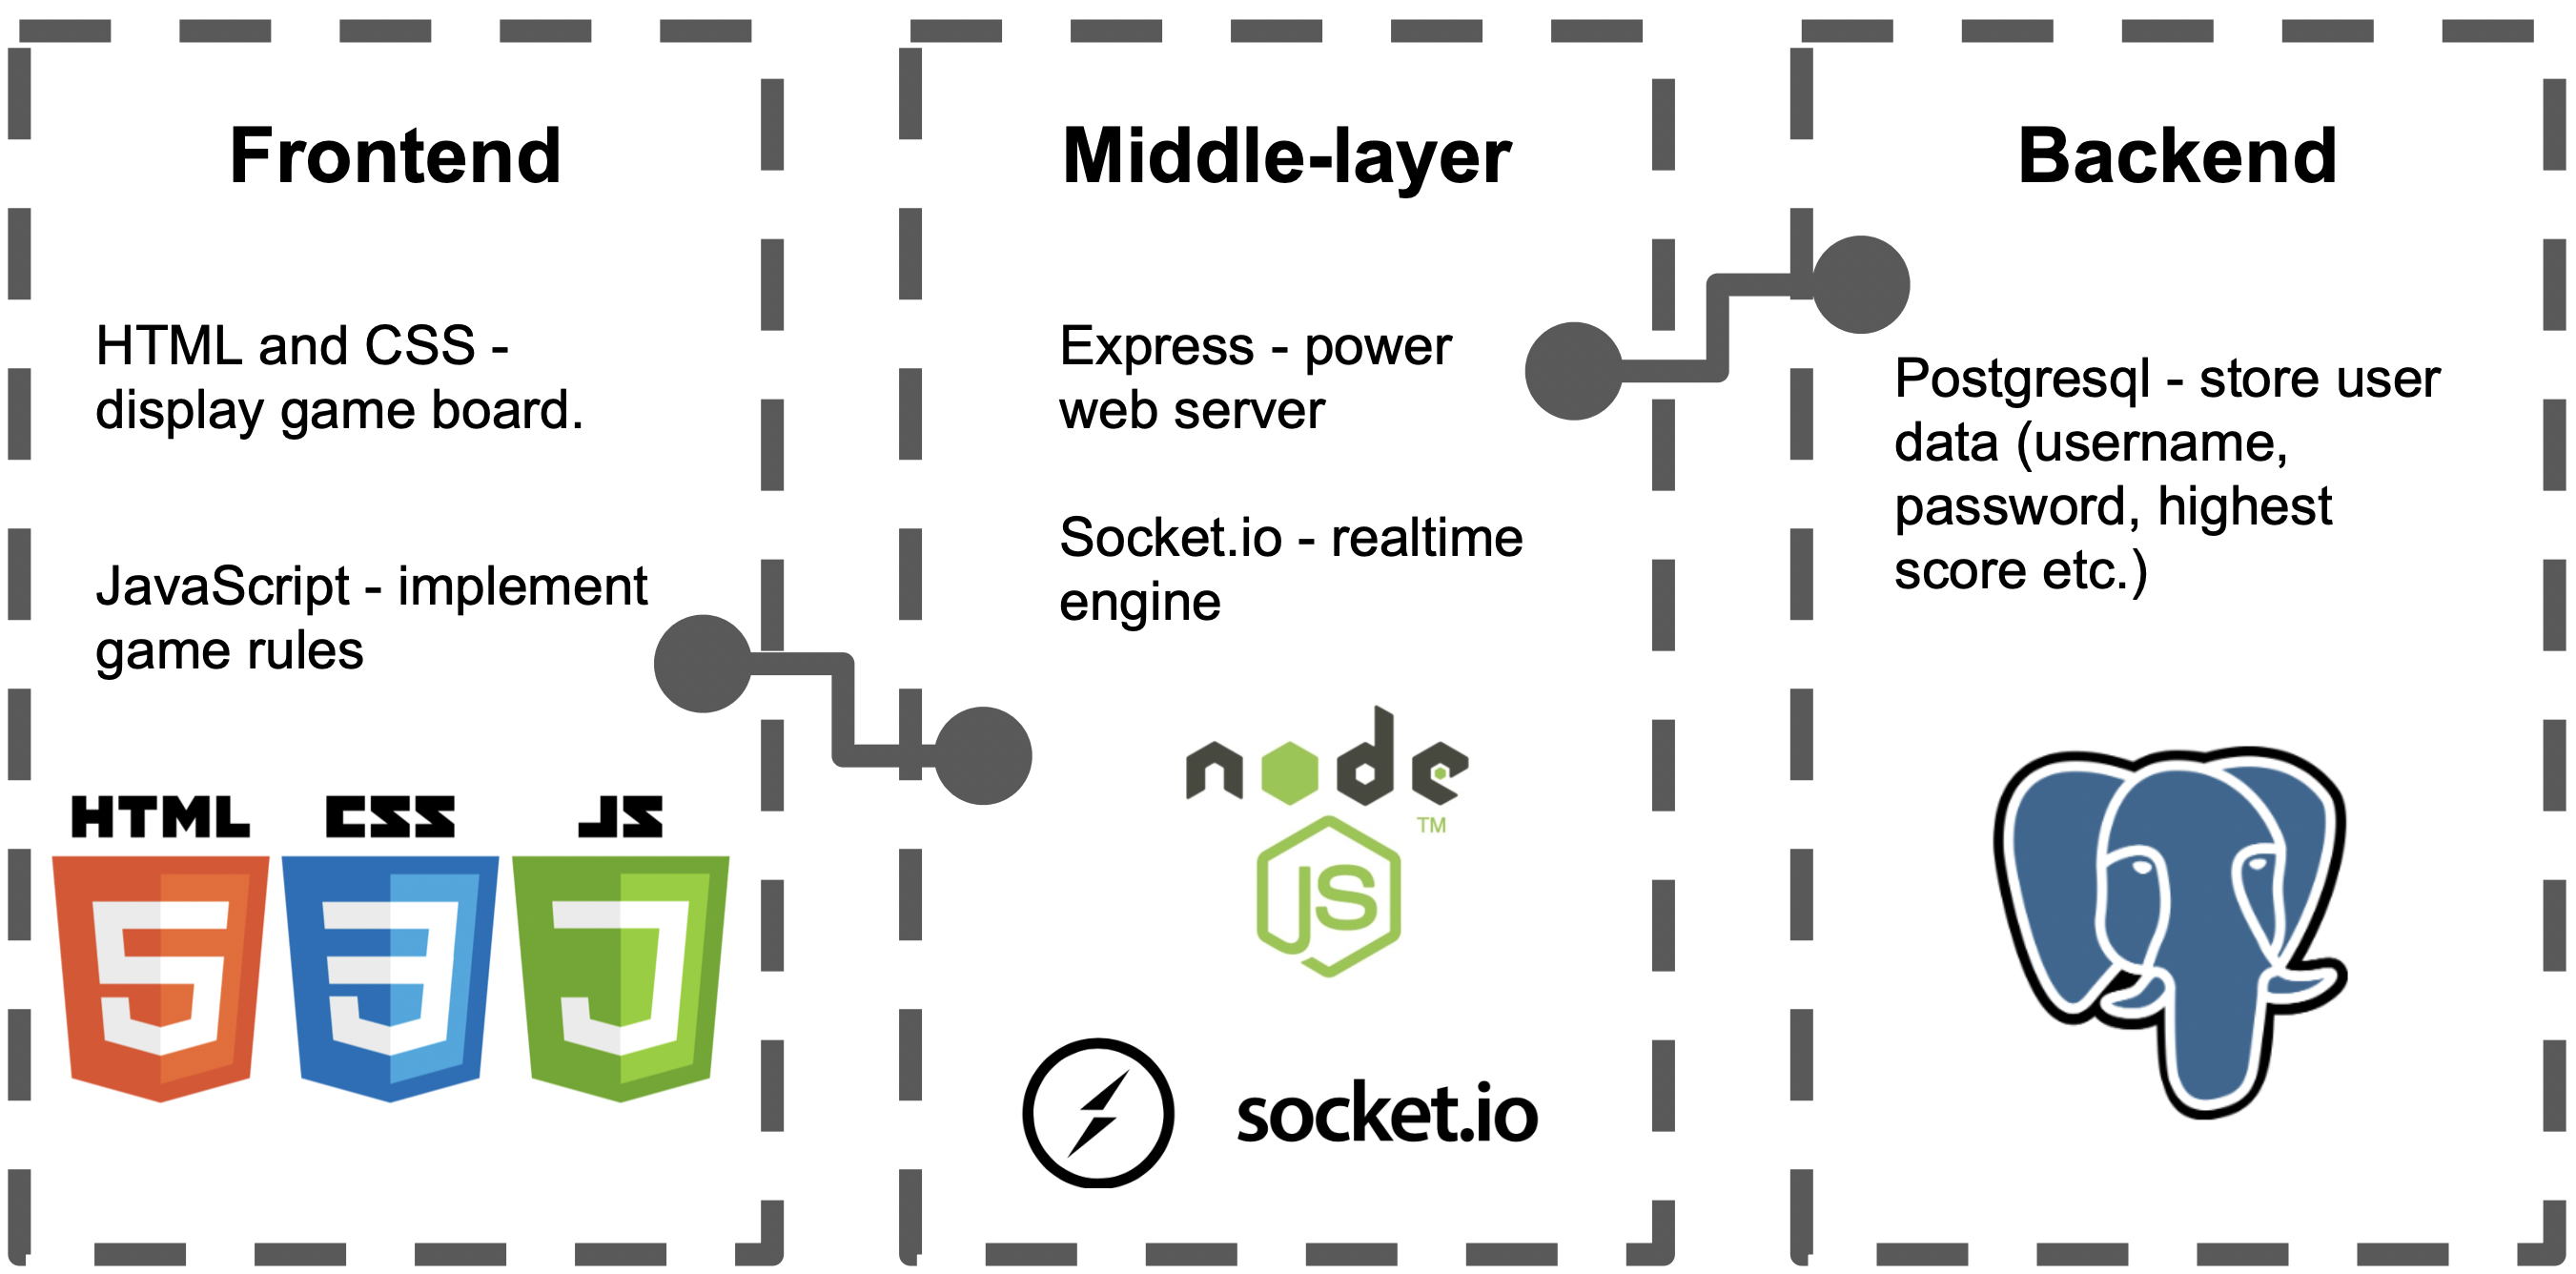 Frontend
HTML and CSS -
display game board.
JavaScript - implement
game rules
HTML
CSS
JS
5
3
J
Middle-layer
Express - power
web server
Socket.io - realtime
engine
node
TM
JS
socket.io
Backend
Postgresql - store user
data (username,
password, highest
score etc.)